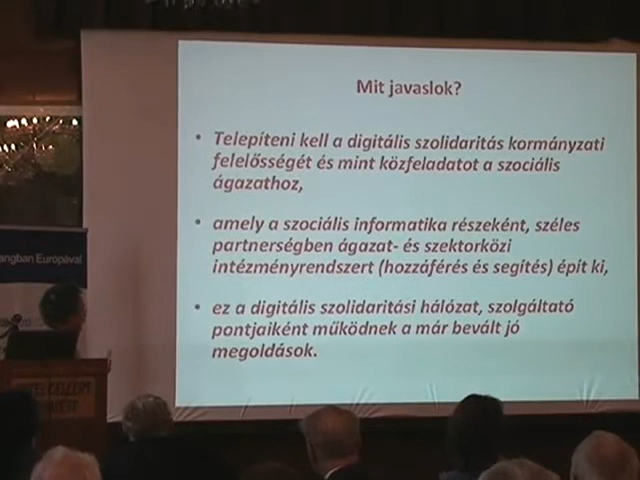 Mit javaslok?
• Telepíteni kell a digitális szolidaritás kormányzati
felelősségét és mint közfeladatot a szociális
ágazathoz,
• amely a szociális informatika részeként, széles
partnerségben ágazat- és szektorközi
intézményrendszert (hozzáférés és segítés) épít ki,
• ez a digitális szolidaritási hálózat, szolgáltató
pontjaiként működnek a már bevált jó
megoldások.
angban Európával